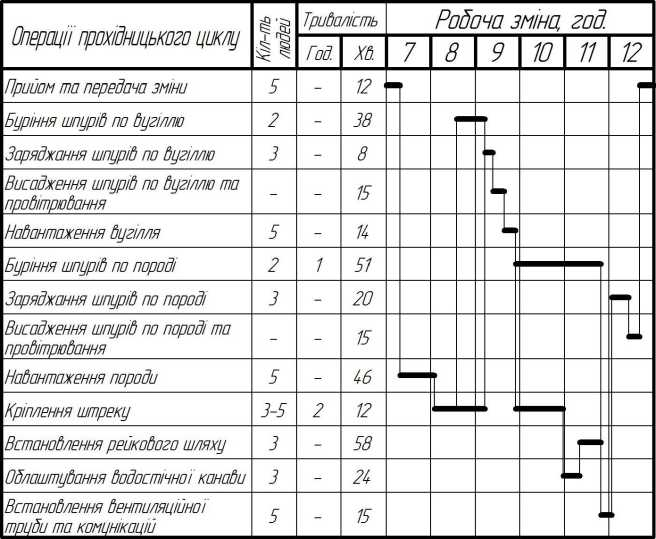 Операції прохідницького циклу
Кіл-ть людей
Тривалість
Год.
Хв.
Робоча зміна, год.
7 8 9 10 11 12
Прийом та передача зміни 5 – 12
Буріння шпурів по вугіллю 2 – 38
Заряджання шпурів по вугіллю 3 – 8
Висадження шпурів по вугіллю та
провітрювання – – 15
Навантаження вугілля 5 – 14
Буріння шпурів по породі 2 1 51
Заряджання шпурів по породі 3 – 20
Висадження шпурів по породі та
провітрювання – – 15
Навантаження породи 5 – 46
Кріплення штреку 3–5 2 12
Встановлення рейкового шляху 3 – 58
Облаштування водостічної канави 3 – 24
Встановлення вентиляційної
труби та комунікацій 5 – 15